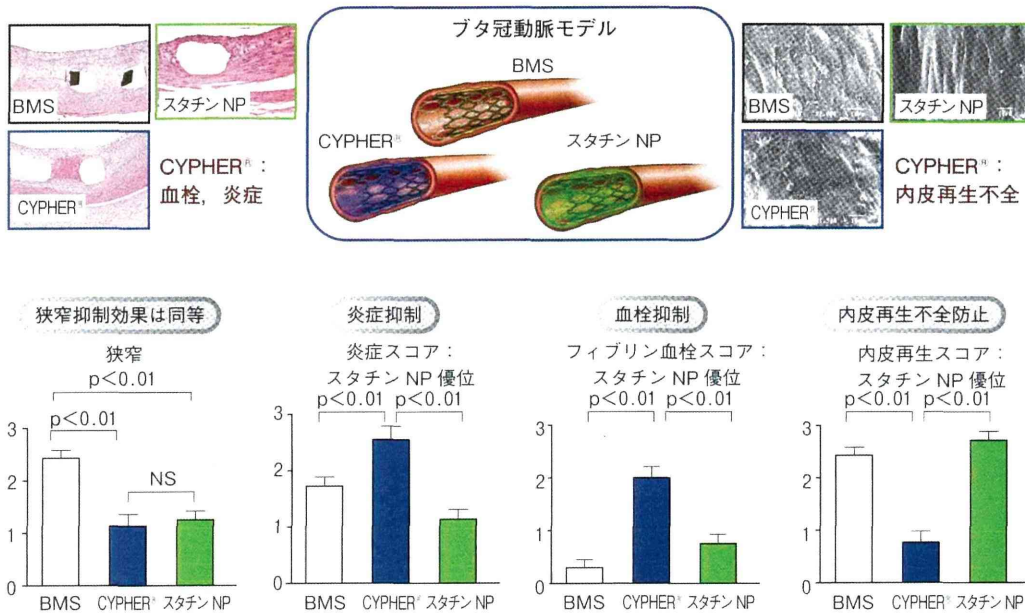 ブタ冠動脈モデル
BMS
CYPHER®
スタチン NP
BMS
スタチン NP
CYPHER®
CYPHER®：
血栓，炎症
BMS
スタチン NP
CYPHER®
CYPHER®：
内皮再生不全
狭窄抑制効果は同等
狭窄
p<0.01
p<0.01
NS
3
2
1
0
BMS CYPHER® スタチン NP
炎症抑制
炎症スコア：
スタチン NP 優位
p<0.01 p<0.01
3
2
1
0
BMS CYPHER® スタチン NP
血栓抑制
フィブリン血栓スコア：
スタチン NP 優位
p<0.01 p<0.01
3
2
1
0
BMS CYPHER® スタチン NP
内皮再生不全防止
内皮再生スコア：
スタチン NP 優位
p<0.01 p<0.01
3
2
1
0
BMS CYPHER® スタチン NP